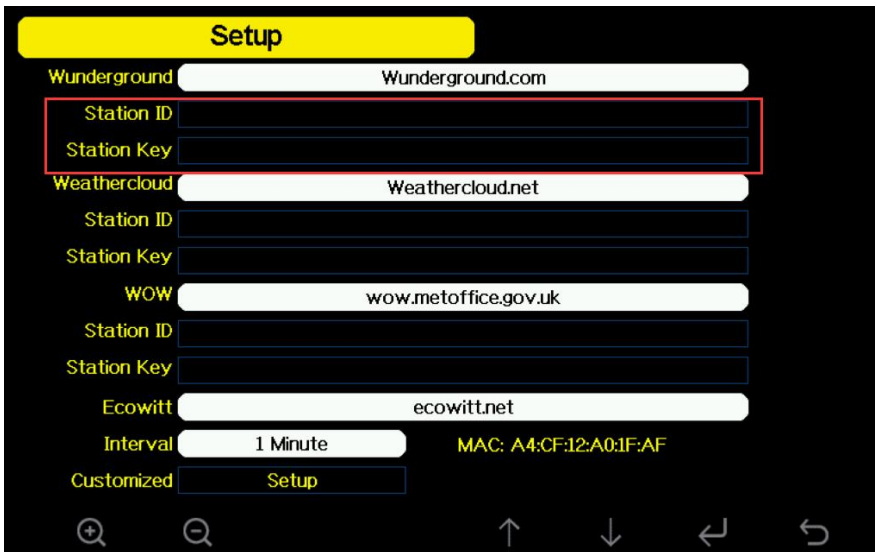 Setup
Wunderground Wunderground.com
Station ID
Station Key
Weathercloud Weathercloud.net
Station ID
Station Key
WOW wow.metoffice.gov.uk
Station ID
Station Key
Ecowitt ecowitt.net
Interval 1 Minute MAC: A4:CF:12:A0:1F:AF
Customized Setup